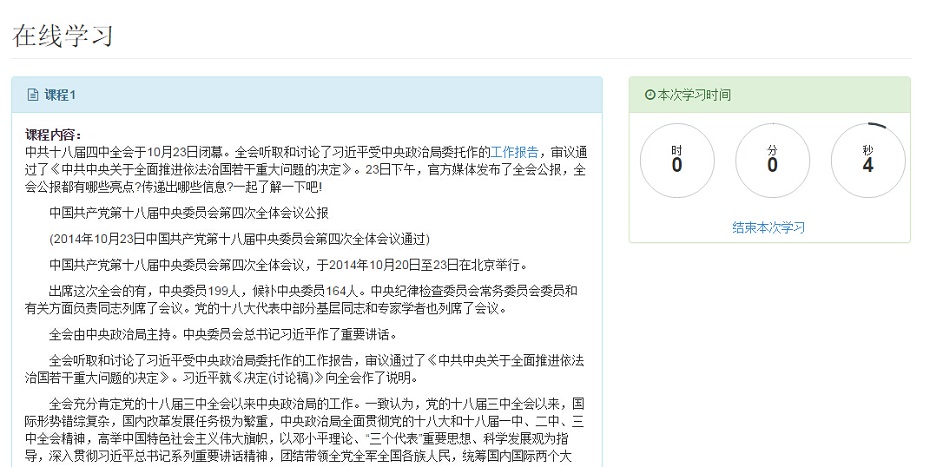 在线学习
课程1
课程内容：
中共十八届四中全会于10月23日闭幕。全会听取和讨论了习近平受中央政治局委托作的工作报告，审议通
过了《中共中央关于全面推进依法治国若干重大问题的决定》。23日下午，官方媒体发布了全会公报，全
会公报都有哪些亮点?传递出哪些信息?一起了解一下吧!
中国共产党第十八届中央委员会第四次全体会议公报
(2014年10月23日中国共产党第十八届中央委员会第四次全体会议通过)
中国共产党第十八届中央委员会第四次全体会议，于2014年10月20日至23日在北京举行。
出席这次全会的有，中央委员199人，候补中央委员164人。中央纪律检查委员会常务委员会委员和
有关方面负责同志列席了会议。党的十八大代表中部分基层同志和专家学者也列席了会议。
全会由中央政治局主持。中央委员会总书记习近平作了重要讲话。
全会听取和讨论了习近平受中央政治局委托作的工作报告，审议通过了《中共中央关于全面推进依法
治国若干重大问题的决定》。习近平就《决定(讨论稿)》向全会作了说明。
全会充分肯定党的十八届三中全会以来中央政治局的工作。一致认为，党的十八届三中全会以来，国
际形势错综复杂，国内改革发展任务极为繁重，中央政治局全面贯彻党的十八大和十八届一中、二中、三
中全会精神，高举中国特色社会主义伟大旗帜，以邓小平理论、“三个代表”重要思想、科学发展观为指
导，深入贯彻习近平总书记系列重要讲话精神，团结带领全党全军全国各族人民，统筹国内国际两个大
本次学习时间
时
0
分
0
秒
4
结束本次学习